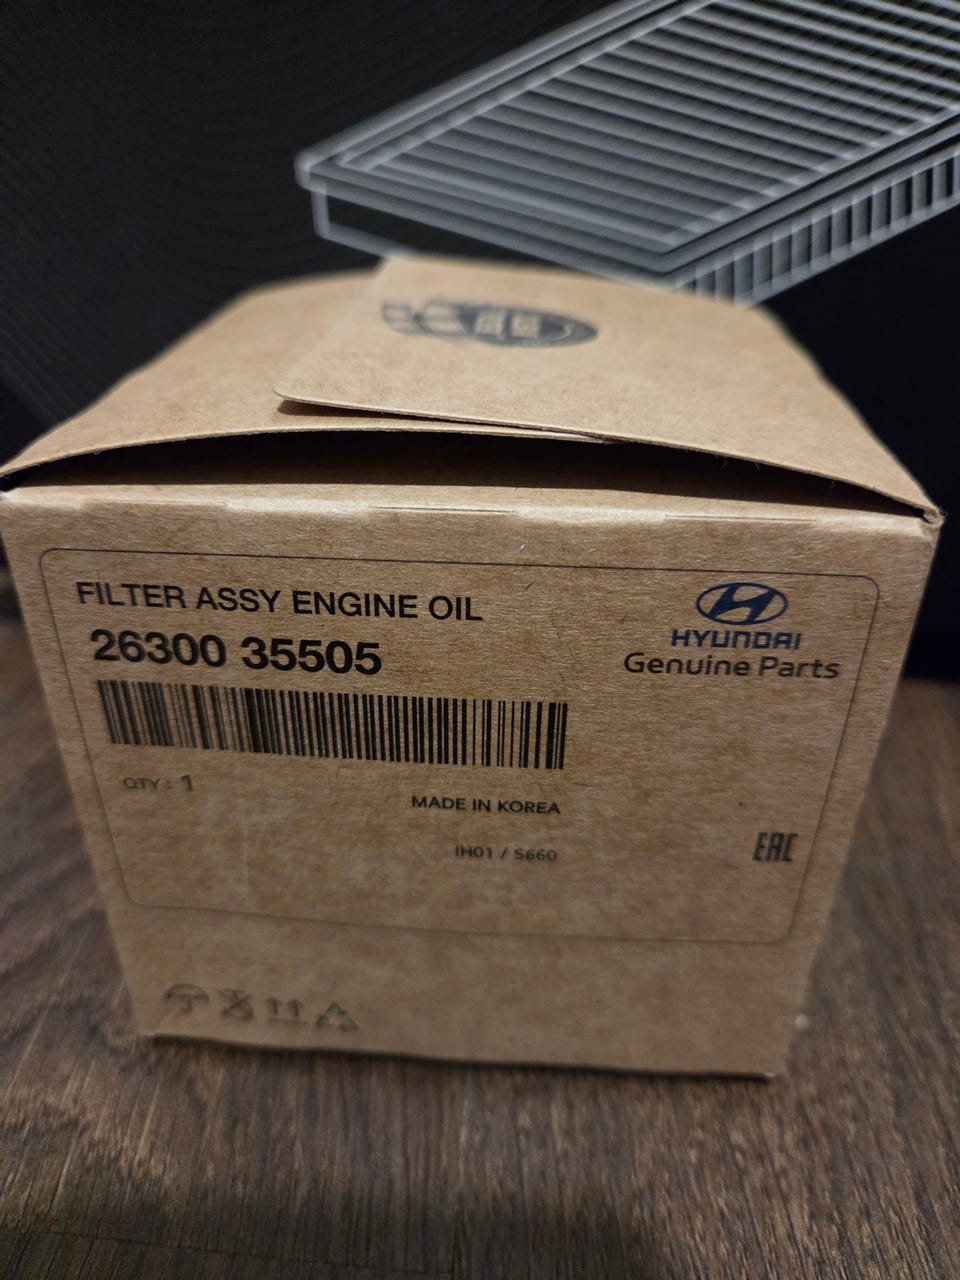 FILTER ASSY ENGINE OIL
26300 35505
HYUNDAI
Genuine Parts
QTY : 1
MADE IN KOREA
IH01 / S660
EAC